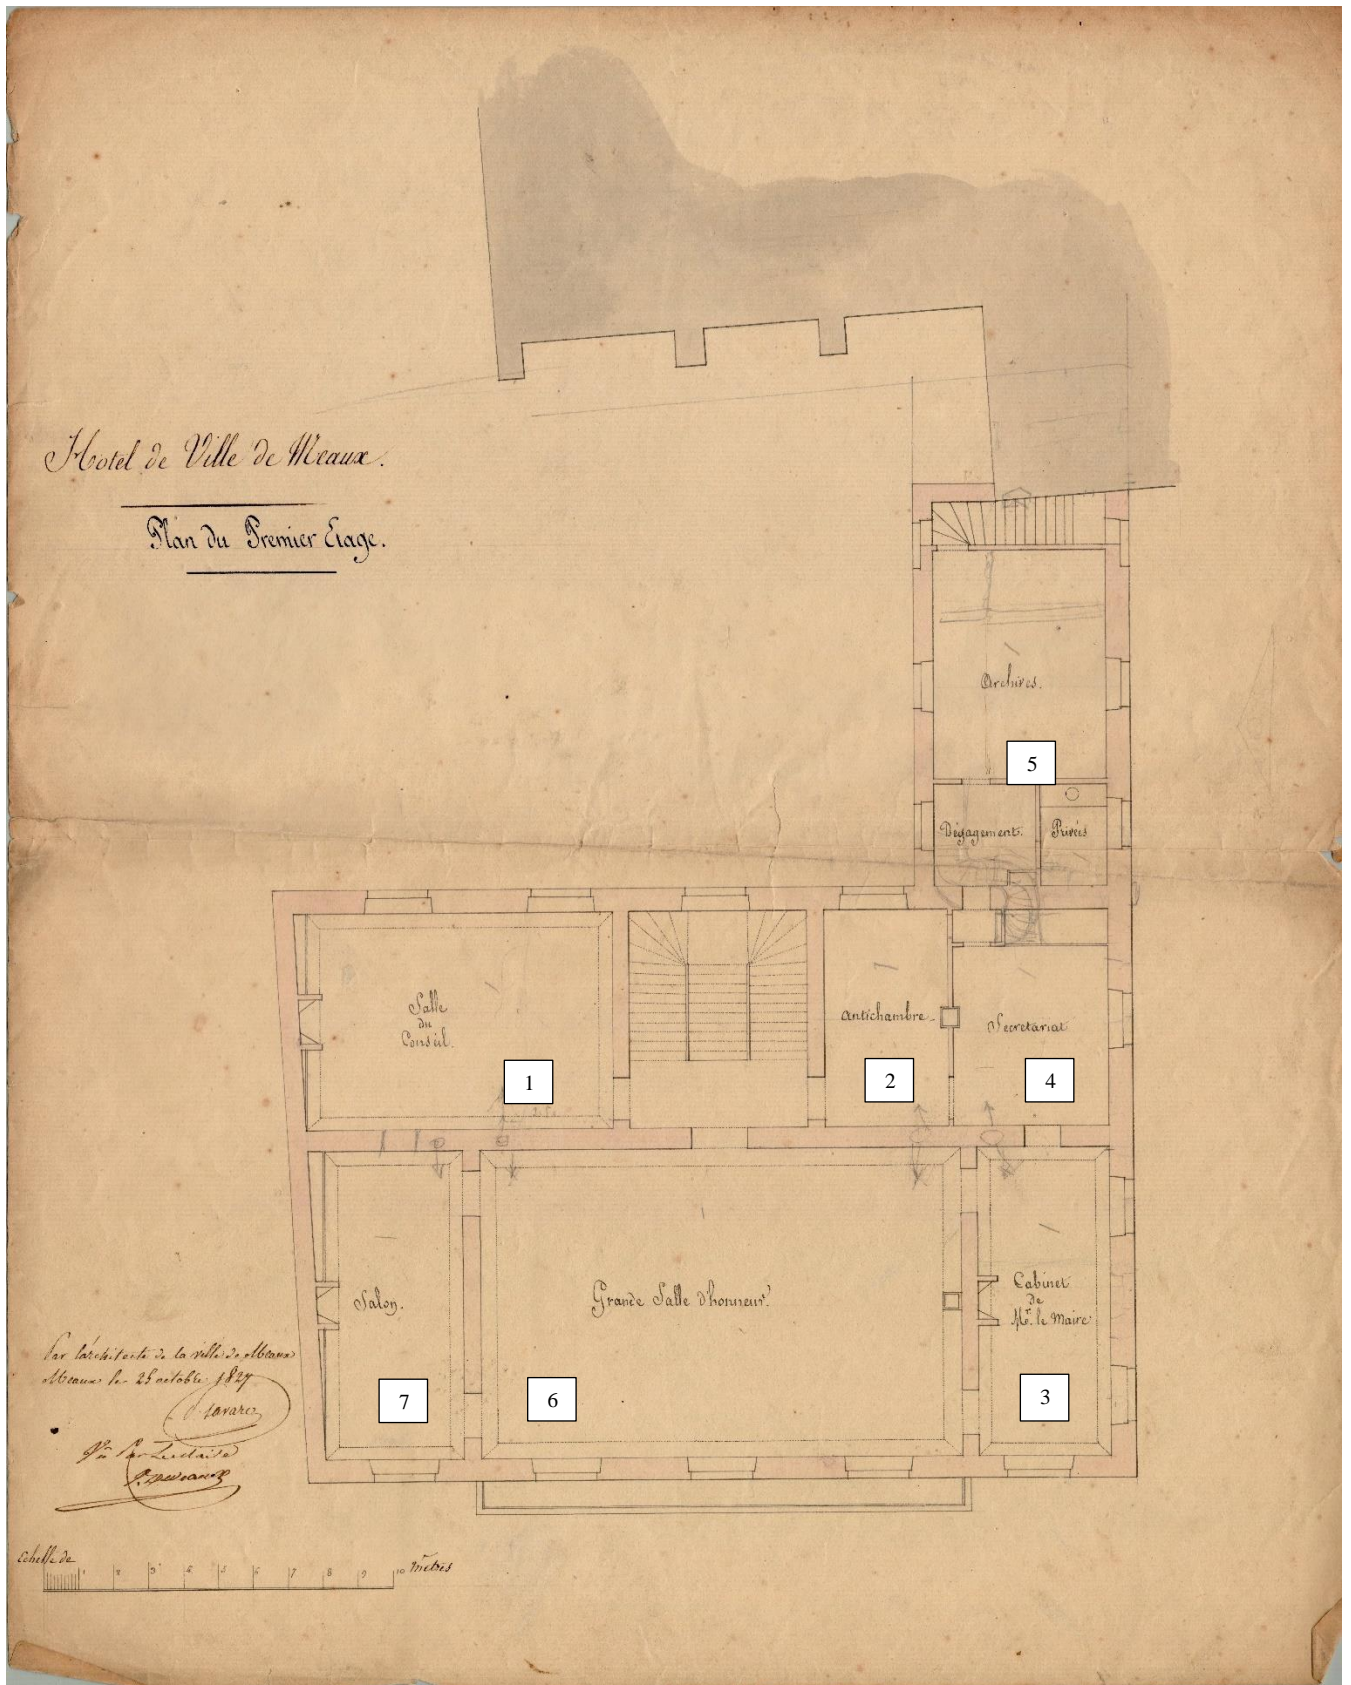 Hotel de Ville de Meaux.
Plan du Premier Etage.
Archives.
5
Dégagement.
Privés
Salle
du
Conseil.
1
Antichambre
2
Secretariat
4
Salon.
7
Grande Salle d'honneur.
6
Cabinet
de
Mr. le Maire
3
Par l'architecte de la ville de Meaux
Meaux le 25 octobre 1827
Savarez
Vu Par
Echelle de
1 2 3 4 5 6 7 8 9 10 Mètres